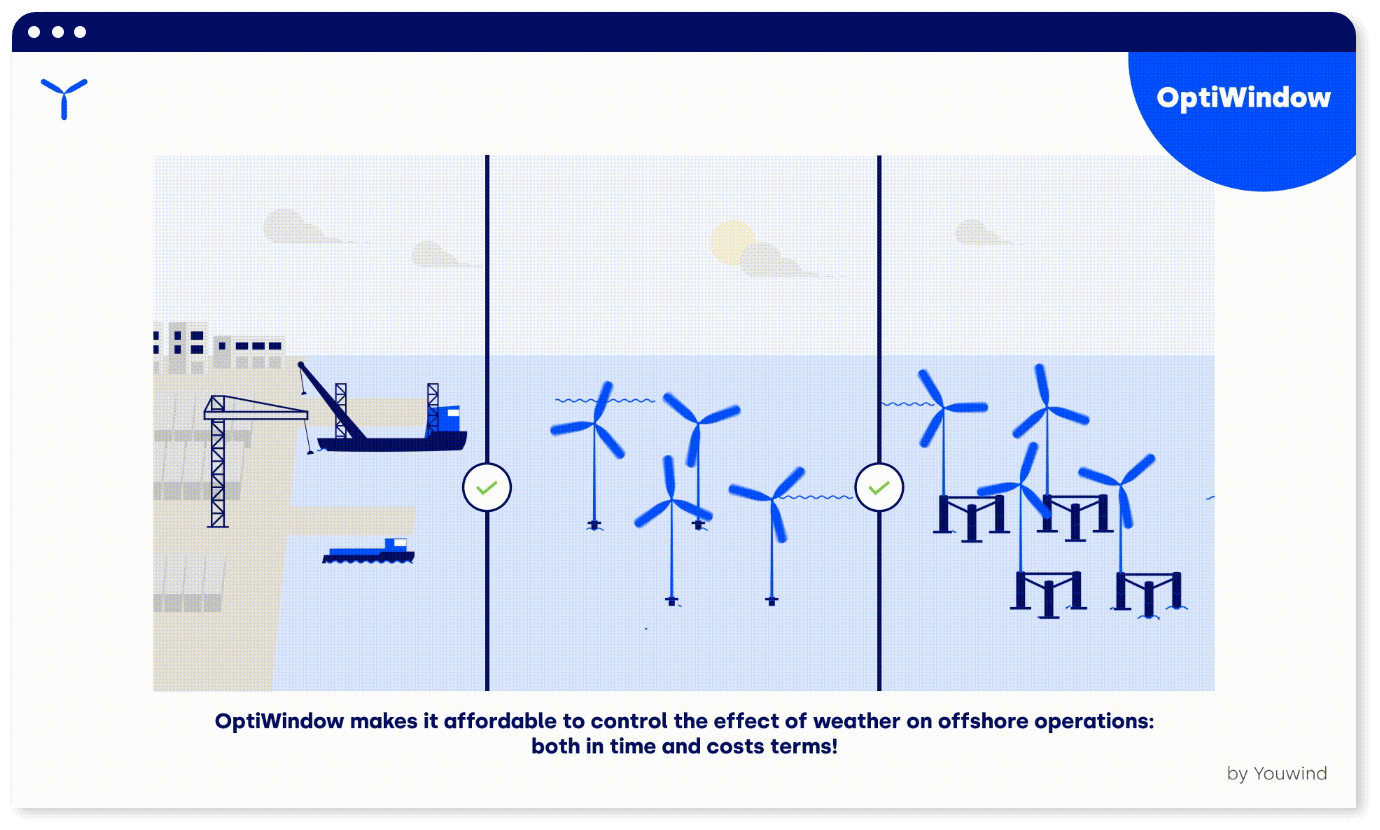 OptiWindow
OptiWindow makes it affordable to control the effect of weather on offshore operations:
both in time and costs terms!
by Youwind